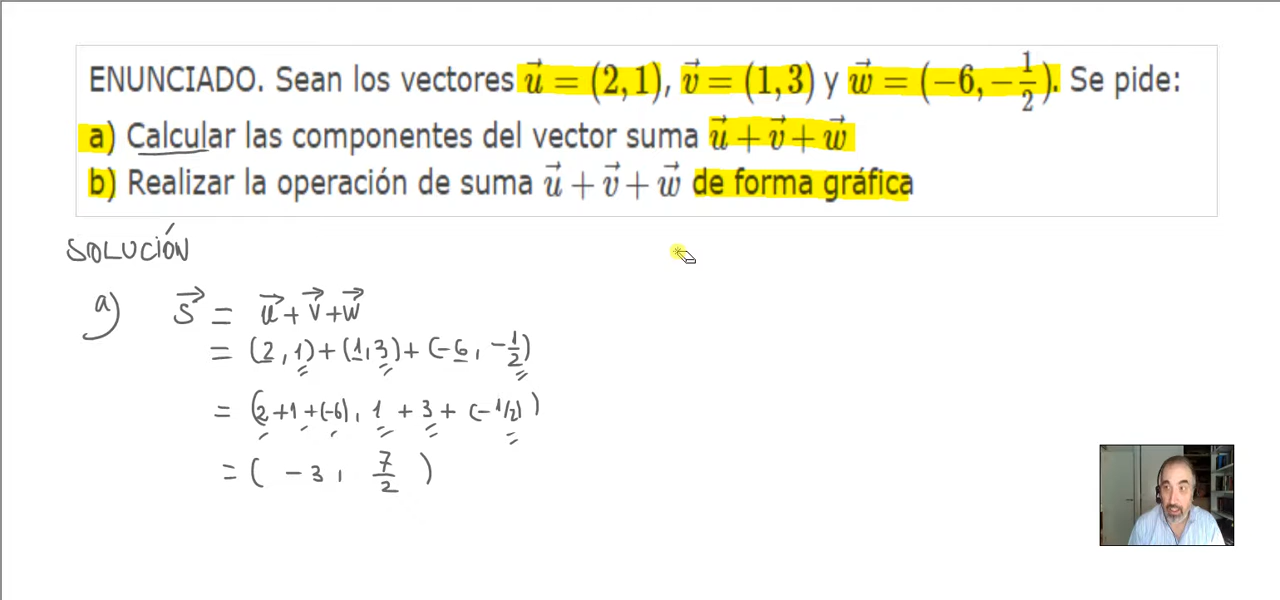 ENUNCIADO. Sean los vectores u⃗ = (2, 1), v⃗ = (1, 3) y w⃗ = (−6, −1/2). Se pide:
a) Calcular las componentes del vector suma u⃗ + v⃗ + w⃗
b) Realizar la operación de suma u⃗ + v⃗ + w⃗ de forma gráfica
SOLUCIÓN
a) s⃗ = u⃗ + v⃗ + w⃗
= (2, 1) + (1, 3) + (-6, -1/2)
= (2 + 1 + (-6), 1 + 3 + (-1/2))
= (-3, 7/2)